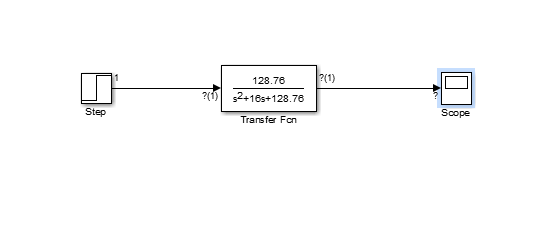 128.76
1
?(1)
s2+16s+128.76
?(1)
?
Step
Transfer Fcn
Scope